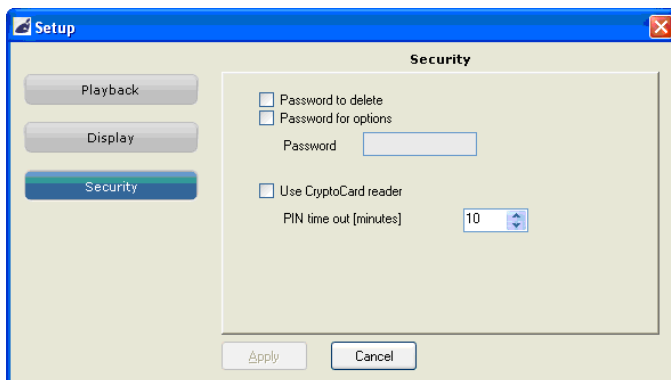 Setup
Security
Playback
Display
Security
Password to delete
Password for options
Password
Use CryptoCard reader
PIN time out [minutes] 10
Apply Cancel